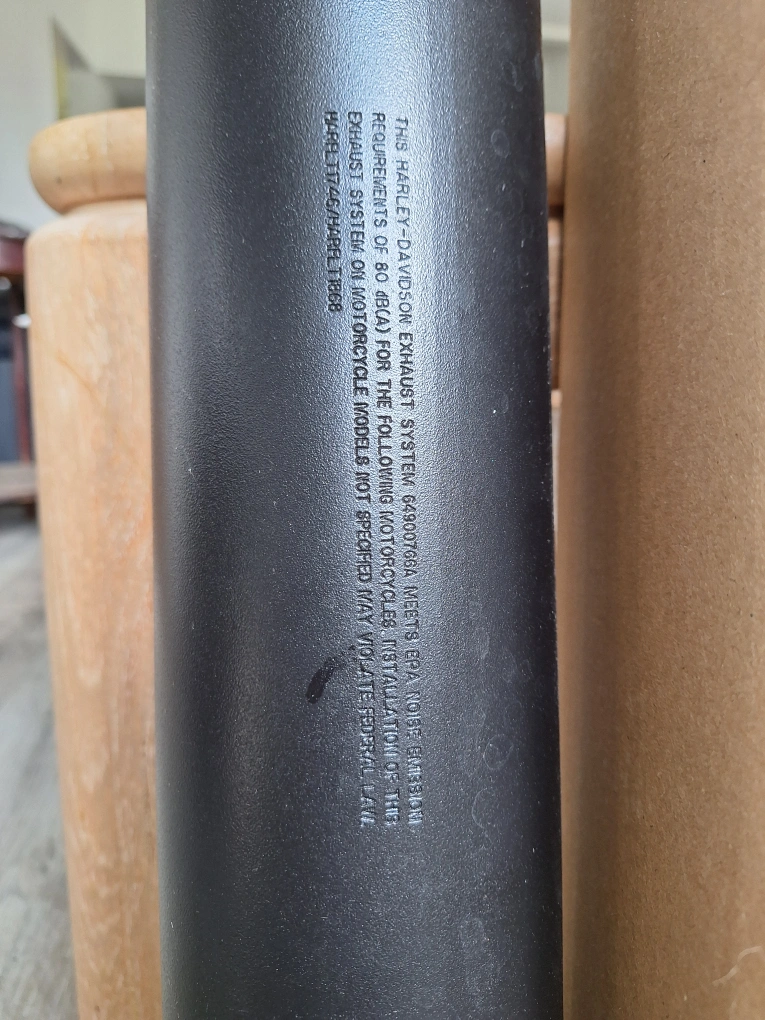 THIS HARLEY-DAVIDSON EXHAUST SYSTEM 64900766A MEETS EPA NOISE EMISSION
REQUIREMENTS OF 80 dB(A) FOR THE FOLLOWING MOTORCYCLES. INSTALLATION OF THIS
EXHAUST SYSTEM ON MOTORCYCLE MODELS NOT SPECIFIED MAY VIOLATE FEDERAL LAW.